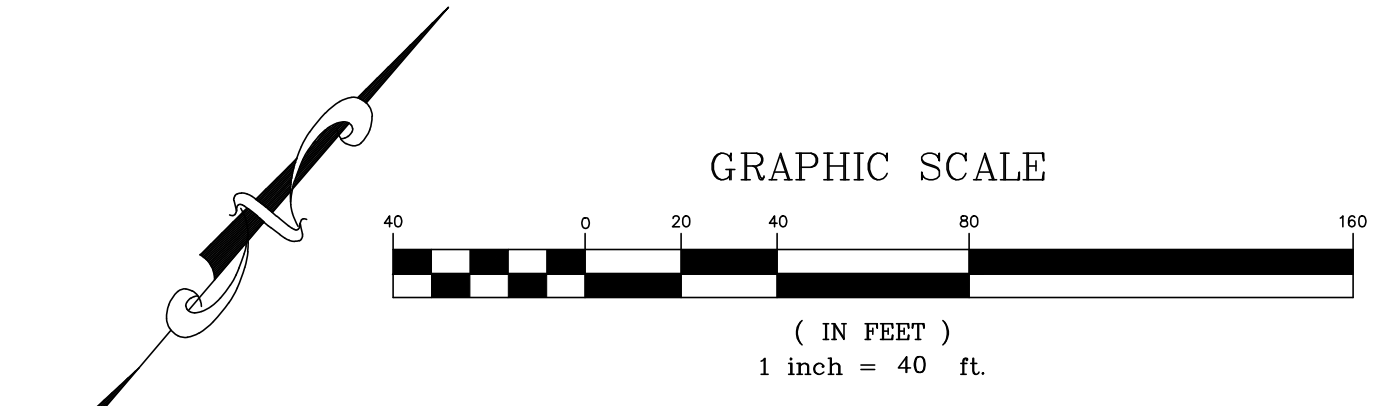 GRAPHIC SCALE
40 0 20 40 80 160
( IN FEET )
1 inch = 40 ft.